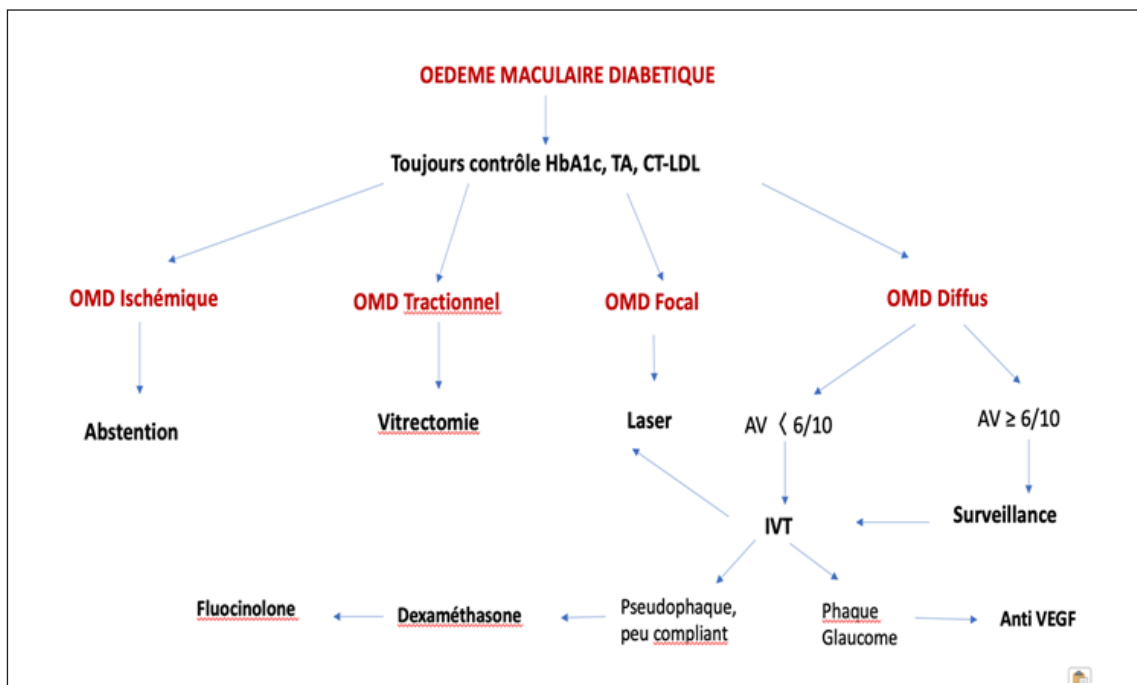 OEDEME MACULAIRE DIABETIQUE
Toujours contrôle HbA1c, TA, CT-LDL
OMD Ischémique
OMD Tractionnel
OMD Focal
OMD Diffus
Abstention
Vitrectomie
Laser
AV 〈 6/10
AV ≥ 6/10
IVT
Surveillance
Fluocinolone
Dexaméthasone
Pseudophaque,
peu compliant
Phaque
Glaucome
Anti VEGF